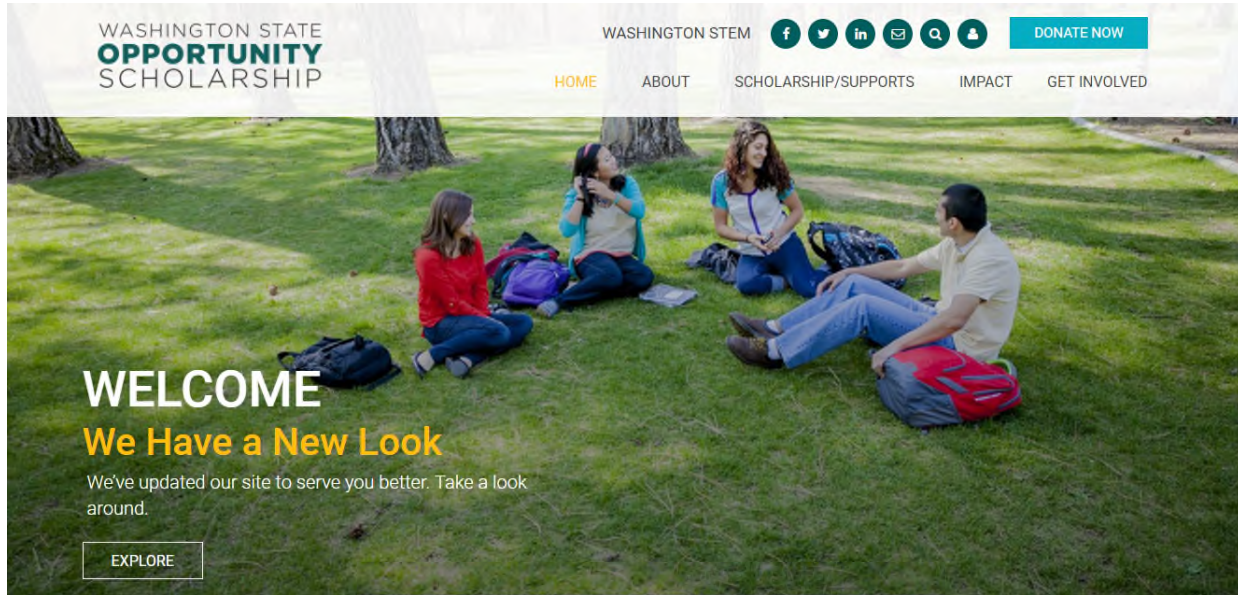 WASHINGTON STATE
OPPORTUNITY
SCHOLARSHIP
WASHINGTON STEM
DONATE NOW
HOME ABOUT SCHOLARSHIP/SUPPORTS IMPACT GET INVOLVED
WELCOME
We Have a New Look
We've updated our site to serve you better. Take a look
around.
EXPLORE